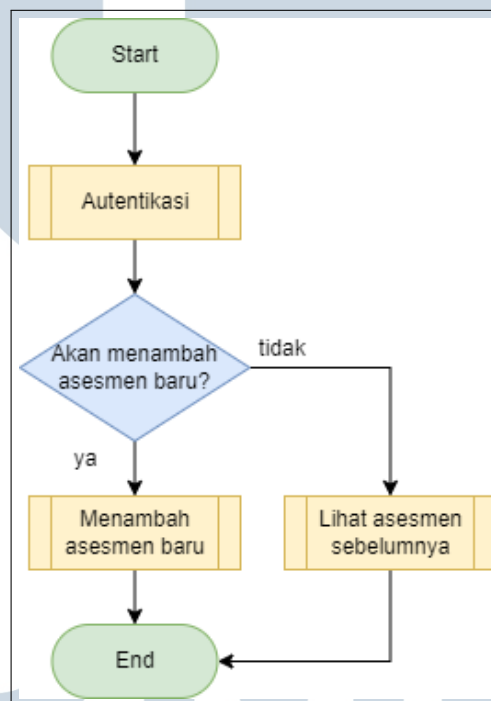 Start
Autentikasi
Akan menambah
asesmen baru?
tidak
ya
Menambah
asesmen baru
Lihat asesmen
sebelumnya
End